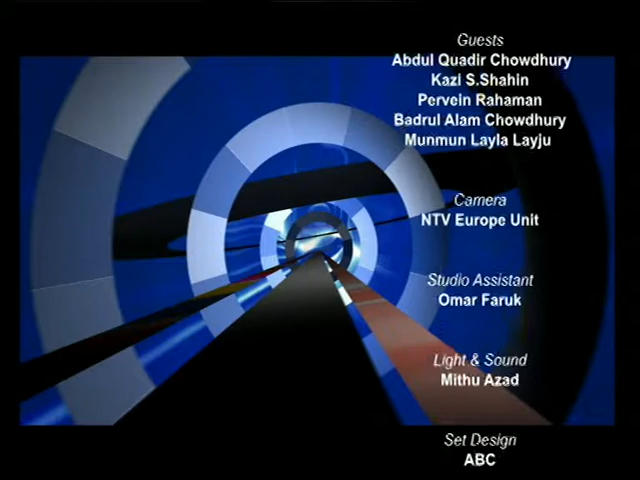 Guests
Abdul Quadir Chowdhury
Kazi S.Shahin
Pervein Rahaman
Badrul Alam Chowdhury
Munmun Layla Layju
Camera
NTV Europe Unit
Studio Assistant
Omar Faruk
Light & Sound
Mithu Azad
Set Design
ABC